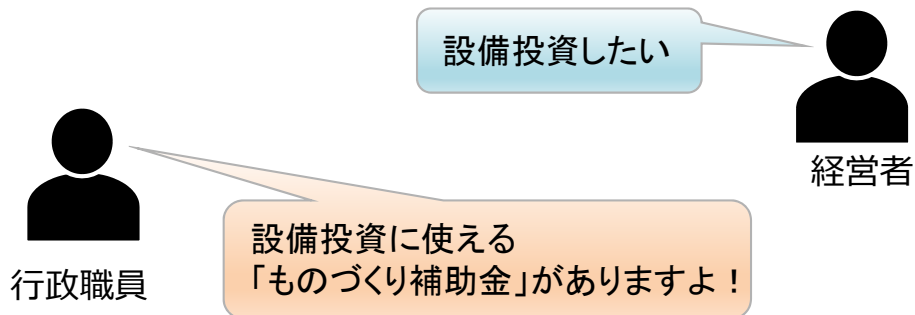 設備投資したい
経営者
設備投資に使える
「ものづくり補助金」がありますよ！
行政職員